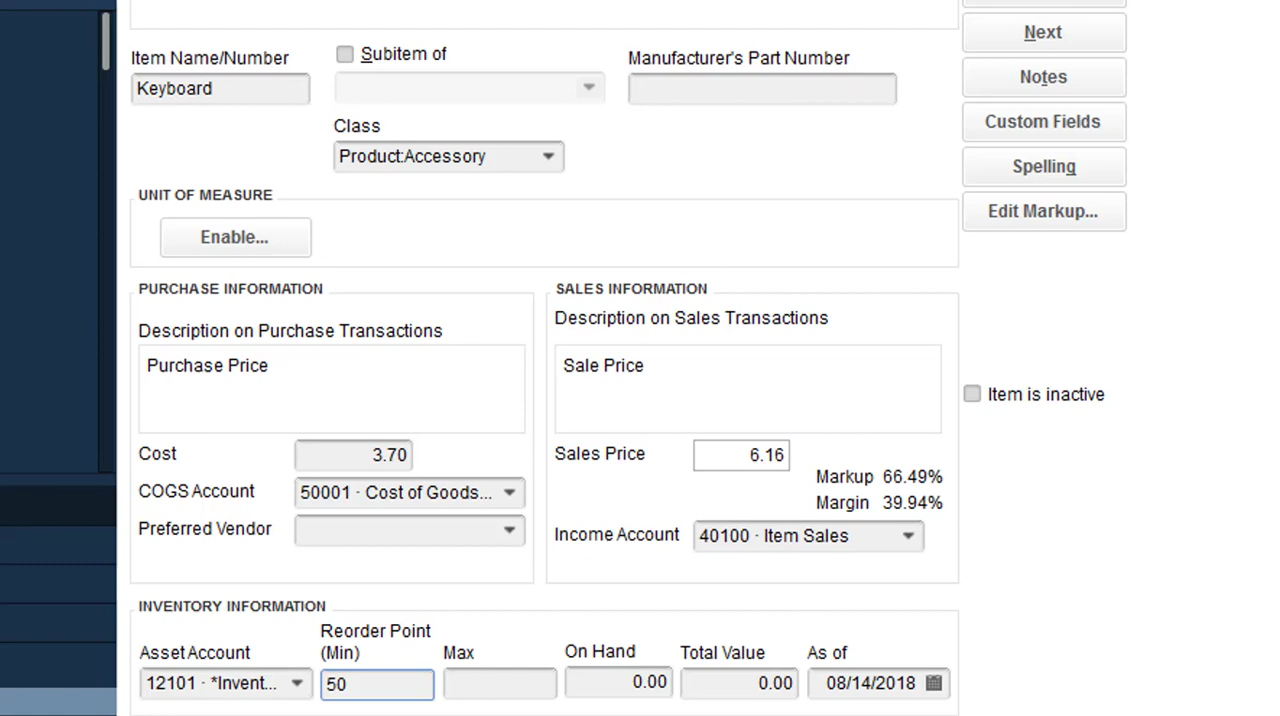 Item Name/Number
Subitem of
Manufacturer's Part Number
Keyboard
Class
Product:Accessory
Next
Notes
Custom Fields
Spelling
Edit Markup...
UNIT OF MEASURE
Enable...
PURCHASE INFORMATION
Description on Purchase Transactions
Purchase Price
Cost 3.70
COGS Account 50001 · Cost of Goods...
Preferred Vendor
SALES INFORMATION
Description on Sales Transactions
Sale Price
Sales Price 6.16
Markup 66.49%
Margin 39.94%
Income Account 40100 · Item Sales
Item is inactive
INVENTORY INFORMATION
Asset Account
12101 · *Invent...
Reorder Point
(Min)
50
Max
On Hand
0.00
Total Value
0.00
As of
08/14/2018